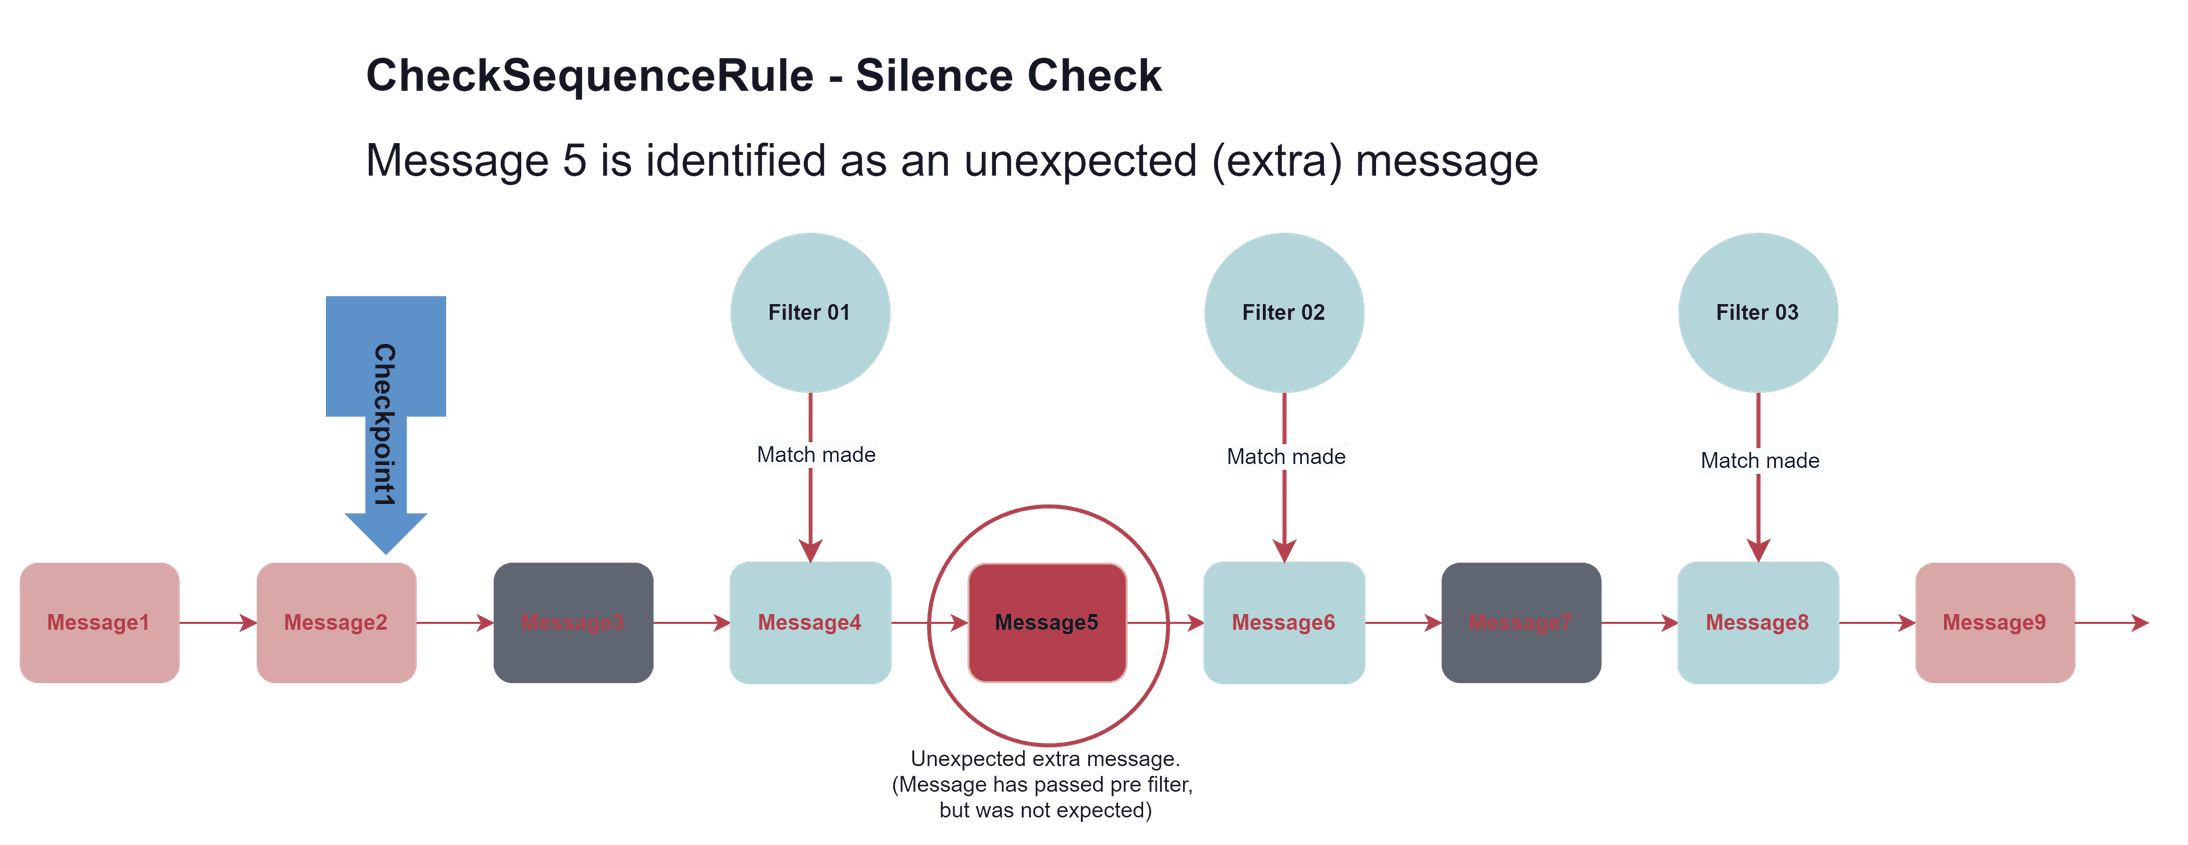 CheckSequenceRule - Silence Check
Message 5 is identified as an unexpected (extra) message
Filter 01
Filter 02
Filter 03
Checkpoint1
Match made
Match made
Match made
Message1
Message2
Message3
Message4
Message5
Message6
Message7
Message8
Message9
Unexpected extra message.
(Message has passed pre filter,
but was not expected)